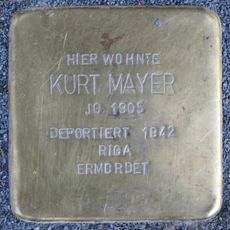 HIER WOHNTE
KURT MAYER
JG. 1905
DEPORTIERT 1942
RIGA
ERMORDET